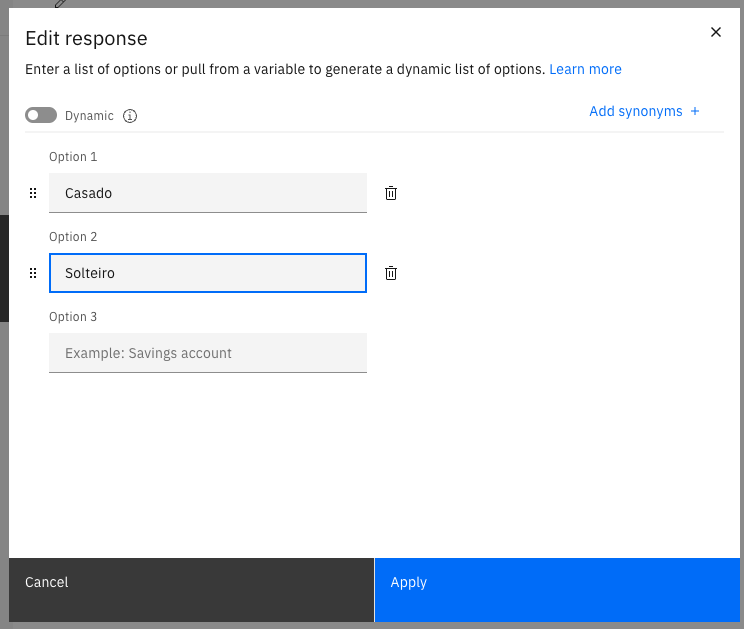 Edit response
Enter a list of options or pull from a variable to generate a dynamic list of options. Learn more
Dynamic
Add synonyms +
Option 1
Casado
Option 2
Solteiro
Option 3
Example: Savings account
Cancel
Apply